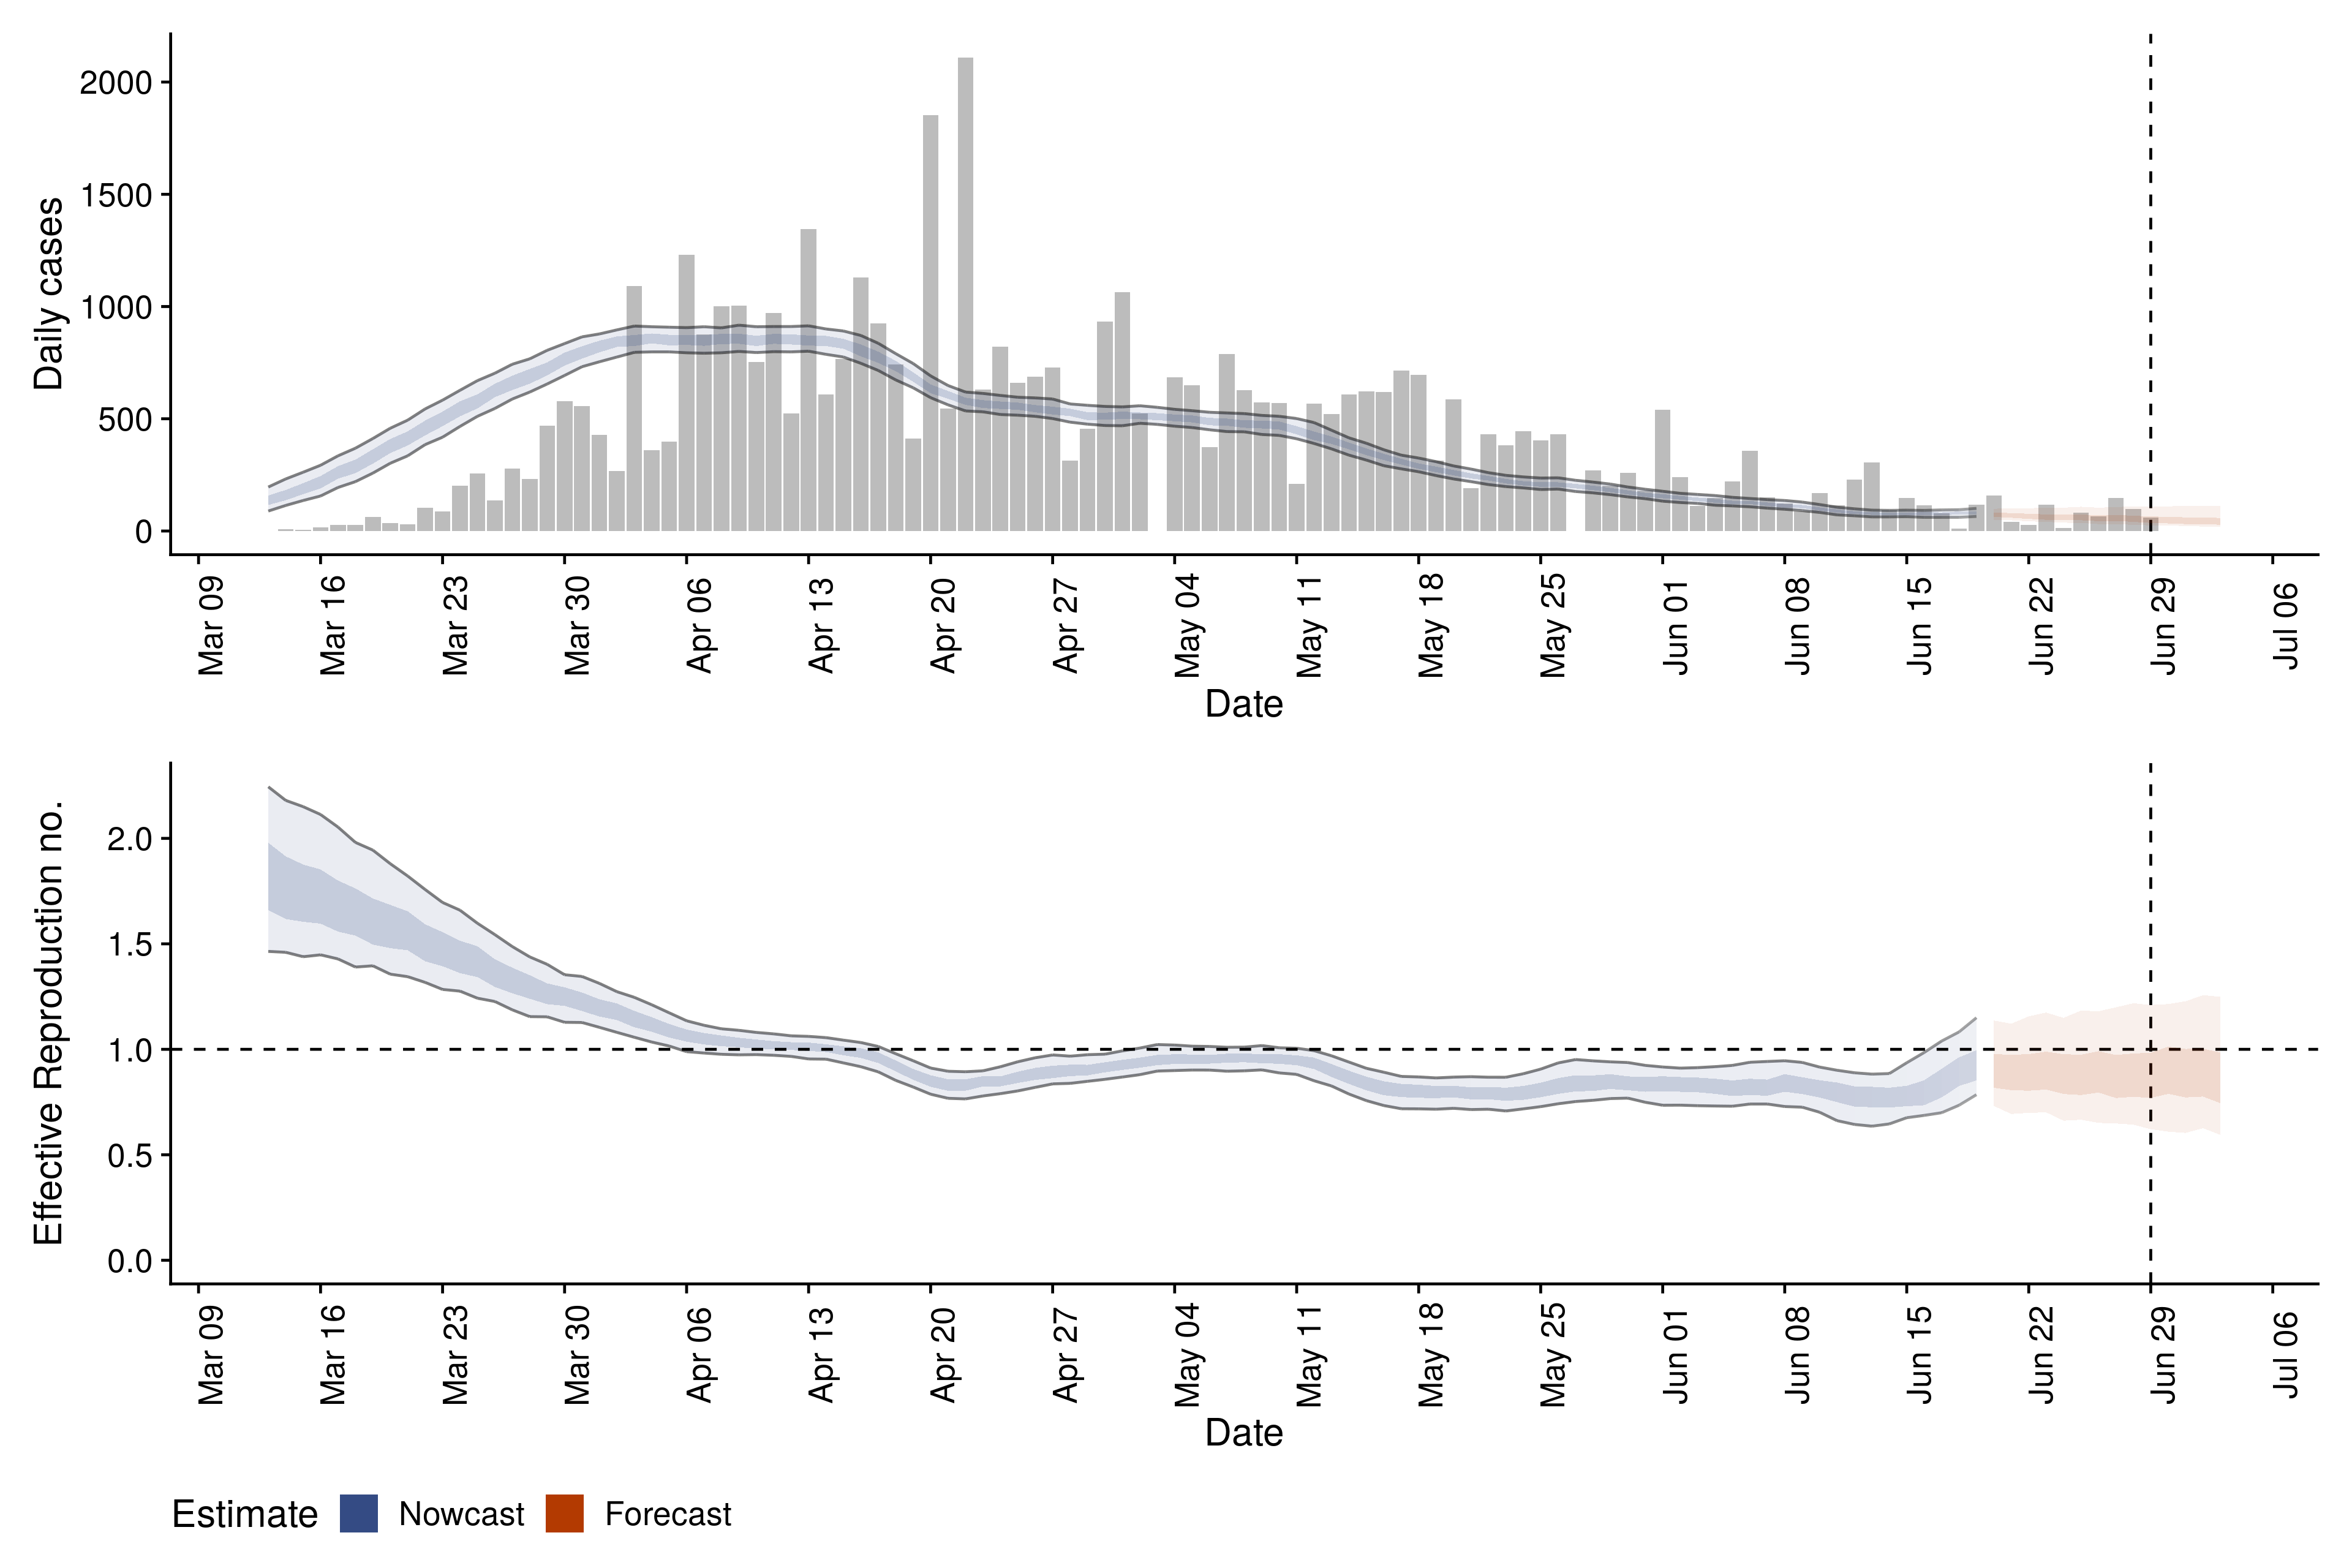 Daily cases
2000
1500
1000
500
0
Mar 09 Mar 16 Mar 23 Mar 30 Apr 06 Apr 13 Apr 20 Apr 27 May 04 May 11 May 18 May 25 Jun 01 Jun 08 Jun 15 Jun 22 Jun 29 Jul 06
Date
Effective Reproduction no.
2.0
1.5
1.0
0.5
0.0
Mar 09 Mar 16 Mar 23 Mar 30 Apr 06 Apr 13 Apr 20 Apr 27 May 04 May 11 May 18 May 25 Jun 01 Jun 08 Jun 15 Jun 22 Jun 29 Jul 06
Date
Estimate Nowcast Forecast